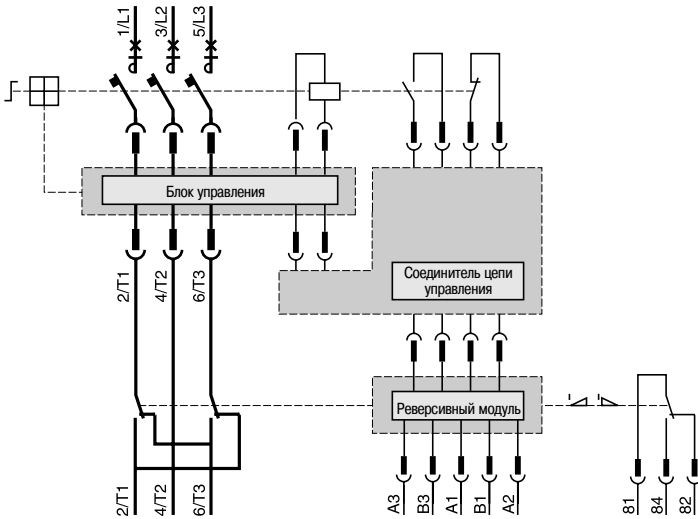 1/L1
3/L2
5/L3
Блок управления
2/T1
4/T2
6/T3
Соединитель цепи
управления
Реверсивный модуль
2/T1
4/T2
6/T3
A3
B3
A1
B1
A2
81
84
82